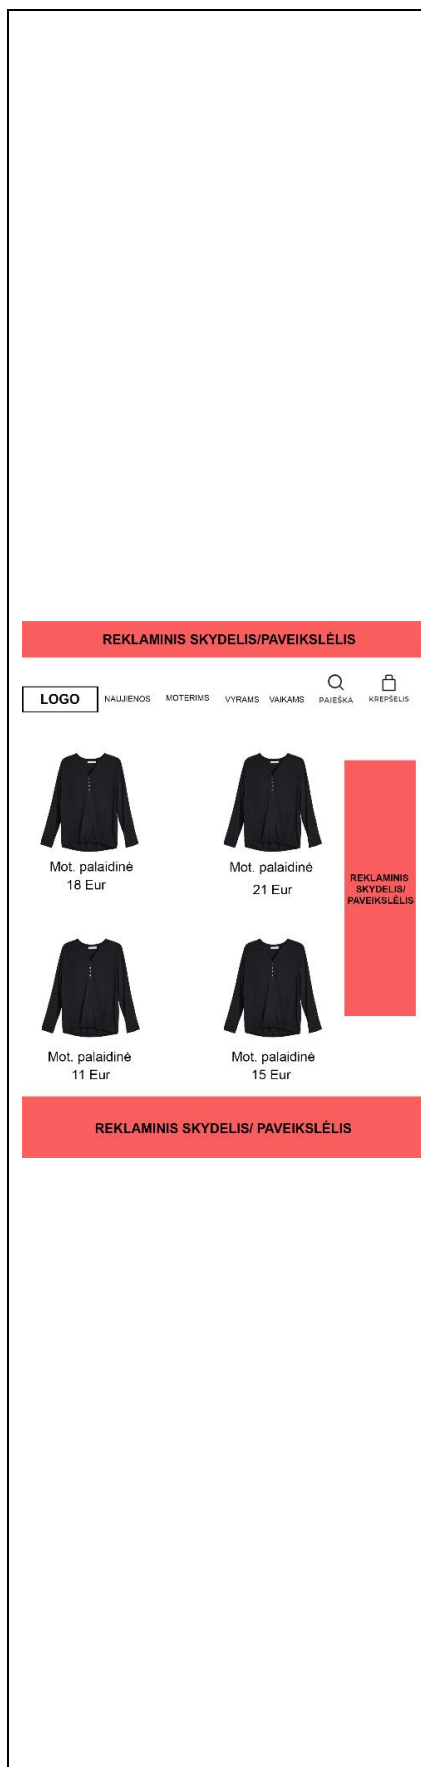 REKLAMINIS SKYDELIS/PAVEIKSLĖLIS
LOGO NAUJIENOS MOTERIMS VYRAMS VAIKAMS PAIEŠKA KREPŠELIS
Mot. palaidinė
18 Eur
Mot. palaidinė
21 Eur
REKLAMINIS
SKYDELIS/
PAVEIKSLĖLIS
Mot. palaidinė
11 Eur
Mot. palaidinė
15 Eur
REKLAMINIS SKYDELIS/ PAVEIKSLĖLIS